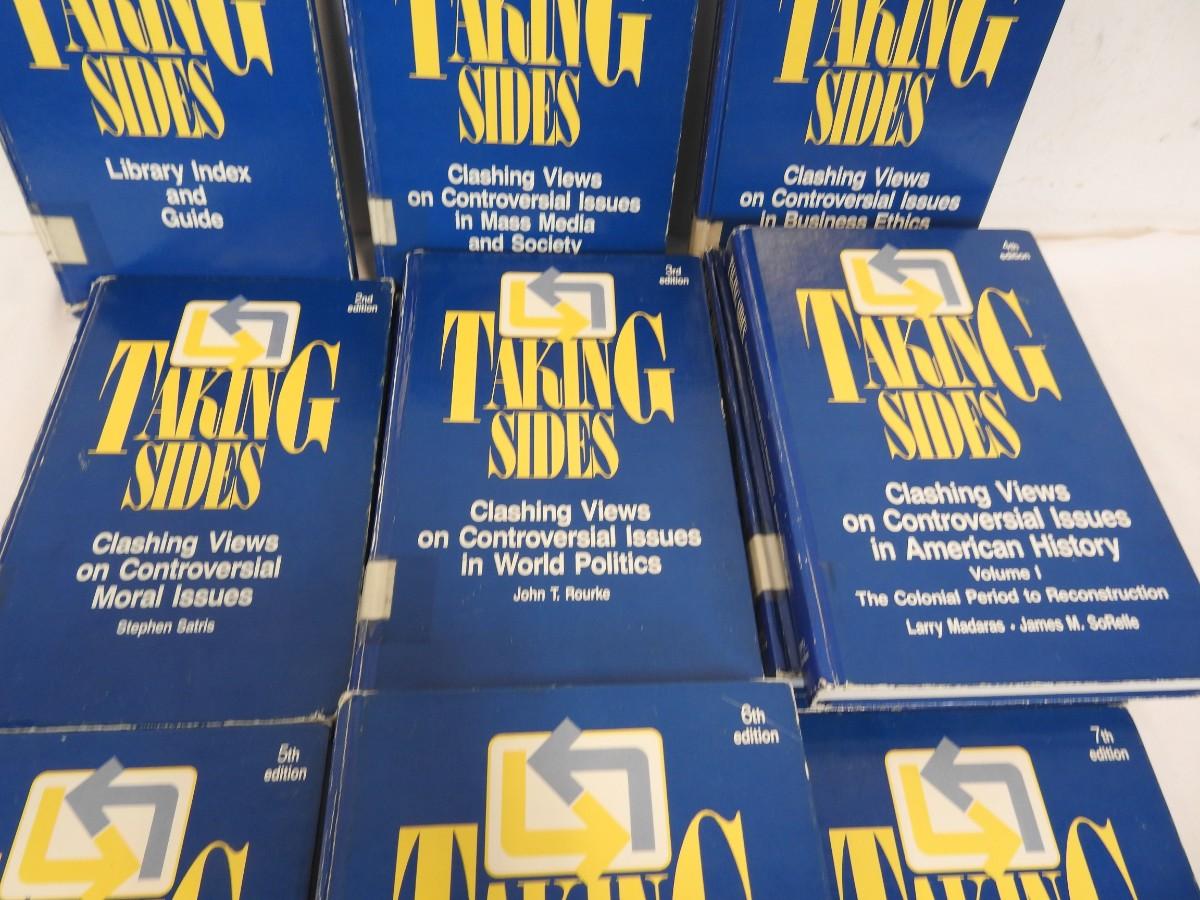 TAKING
SIDES
Library Index
and
Guide
TAKING
SIDES
Clashing Views
on Controversial Issues
in Mass Media
and Society
TAKING
SIDES
Clashing Views
on Controversial Issues
in Business Ethics
2nd
edition
TAKING
SIDES
Clashing Views
on Controversial
Moral Issues
Stephen Satris
3rd
edition
TAKING
SIDES
Clashing Views
on Controversial Issues
in World Politics
John T. Rourke
4th
edition
TAKING
SIDES
Clashing Views
on Controversial Issues
in American History
Volume I
The Colonial Period to Reconstruction
Larry Madaras • James M. SoRelle
5th
edition
6th
edition
TAKING
7th
edition
TAKING